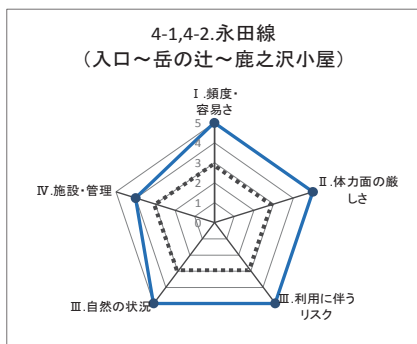 4-1,4-2.永田線
（入口～岳の辻～鹿之沢小屋）
Ⅰ.頻度・
容易さ
5
4
3
2
1
0
Ⅱ.体力面の厳
しさ
Ⅲ.利用に伴う
リスク
Ⅲ.自然の状況
Ⅳ.施設・管理